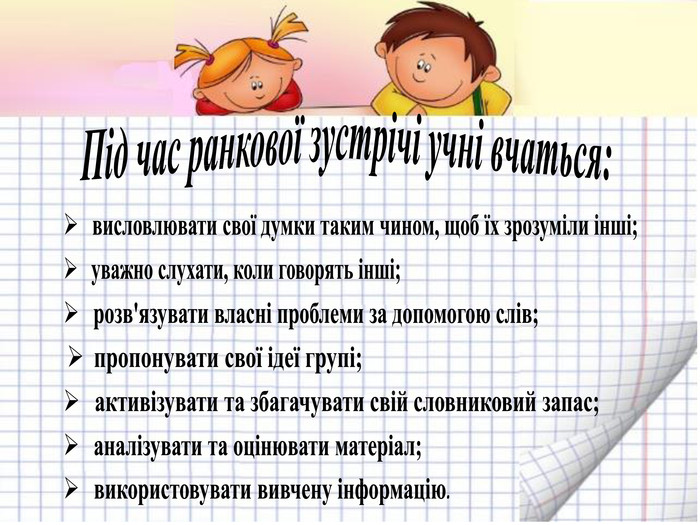 Під час ранкової зустрічі учні вчаться:
висловлювати свої думки таким чином, щоб їх зрозуміли інші;
уважно слухати, коли говорять інші;
розв'язувати власні проблеми за допомогою слів;
пропонувати свої ідеї групі;
активізувати та збагачувати свій словниковий запас;
аналізувати та оцінювати матеріал;
використовувати вивчену інформацію.